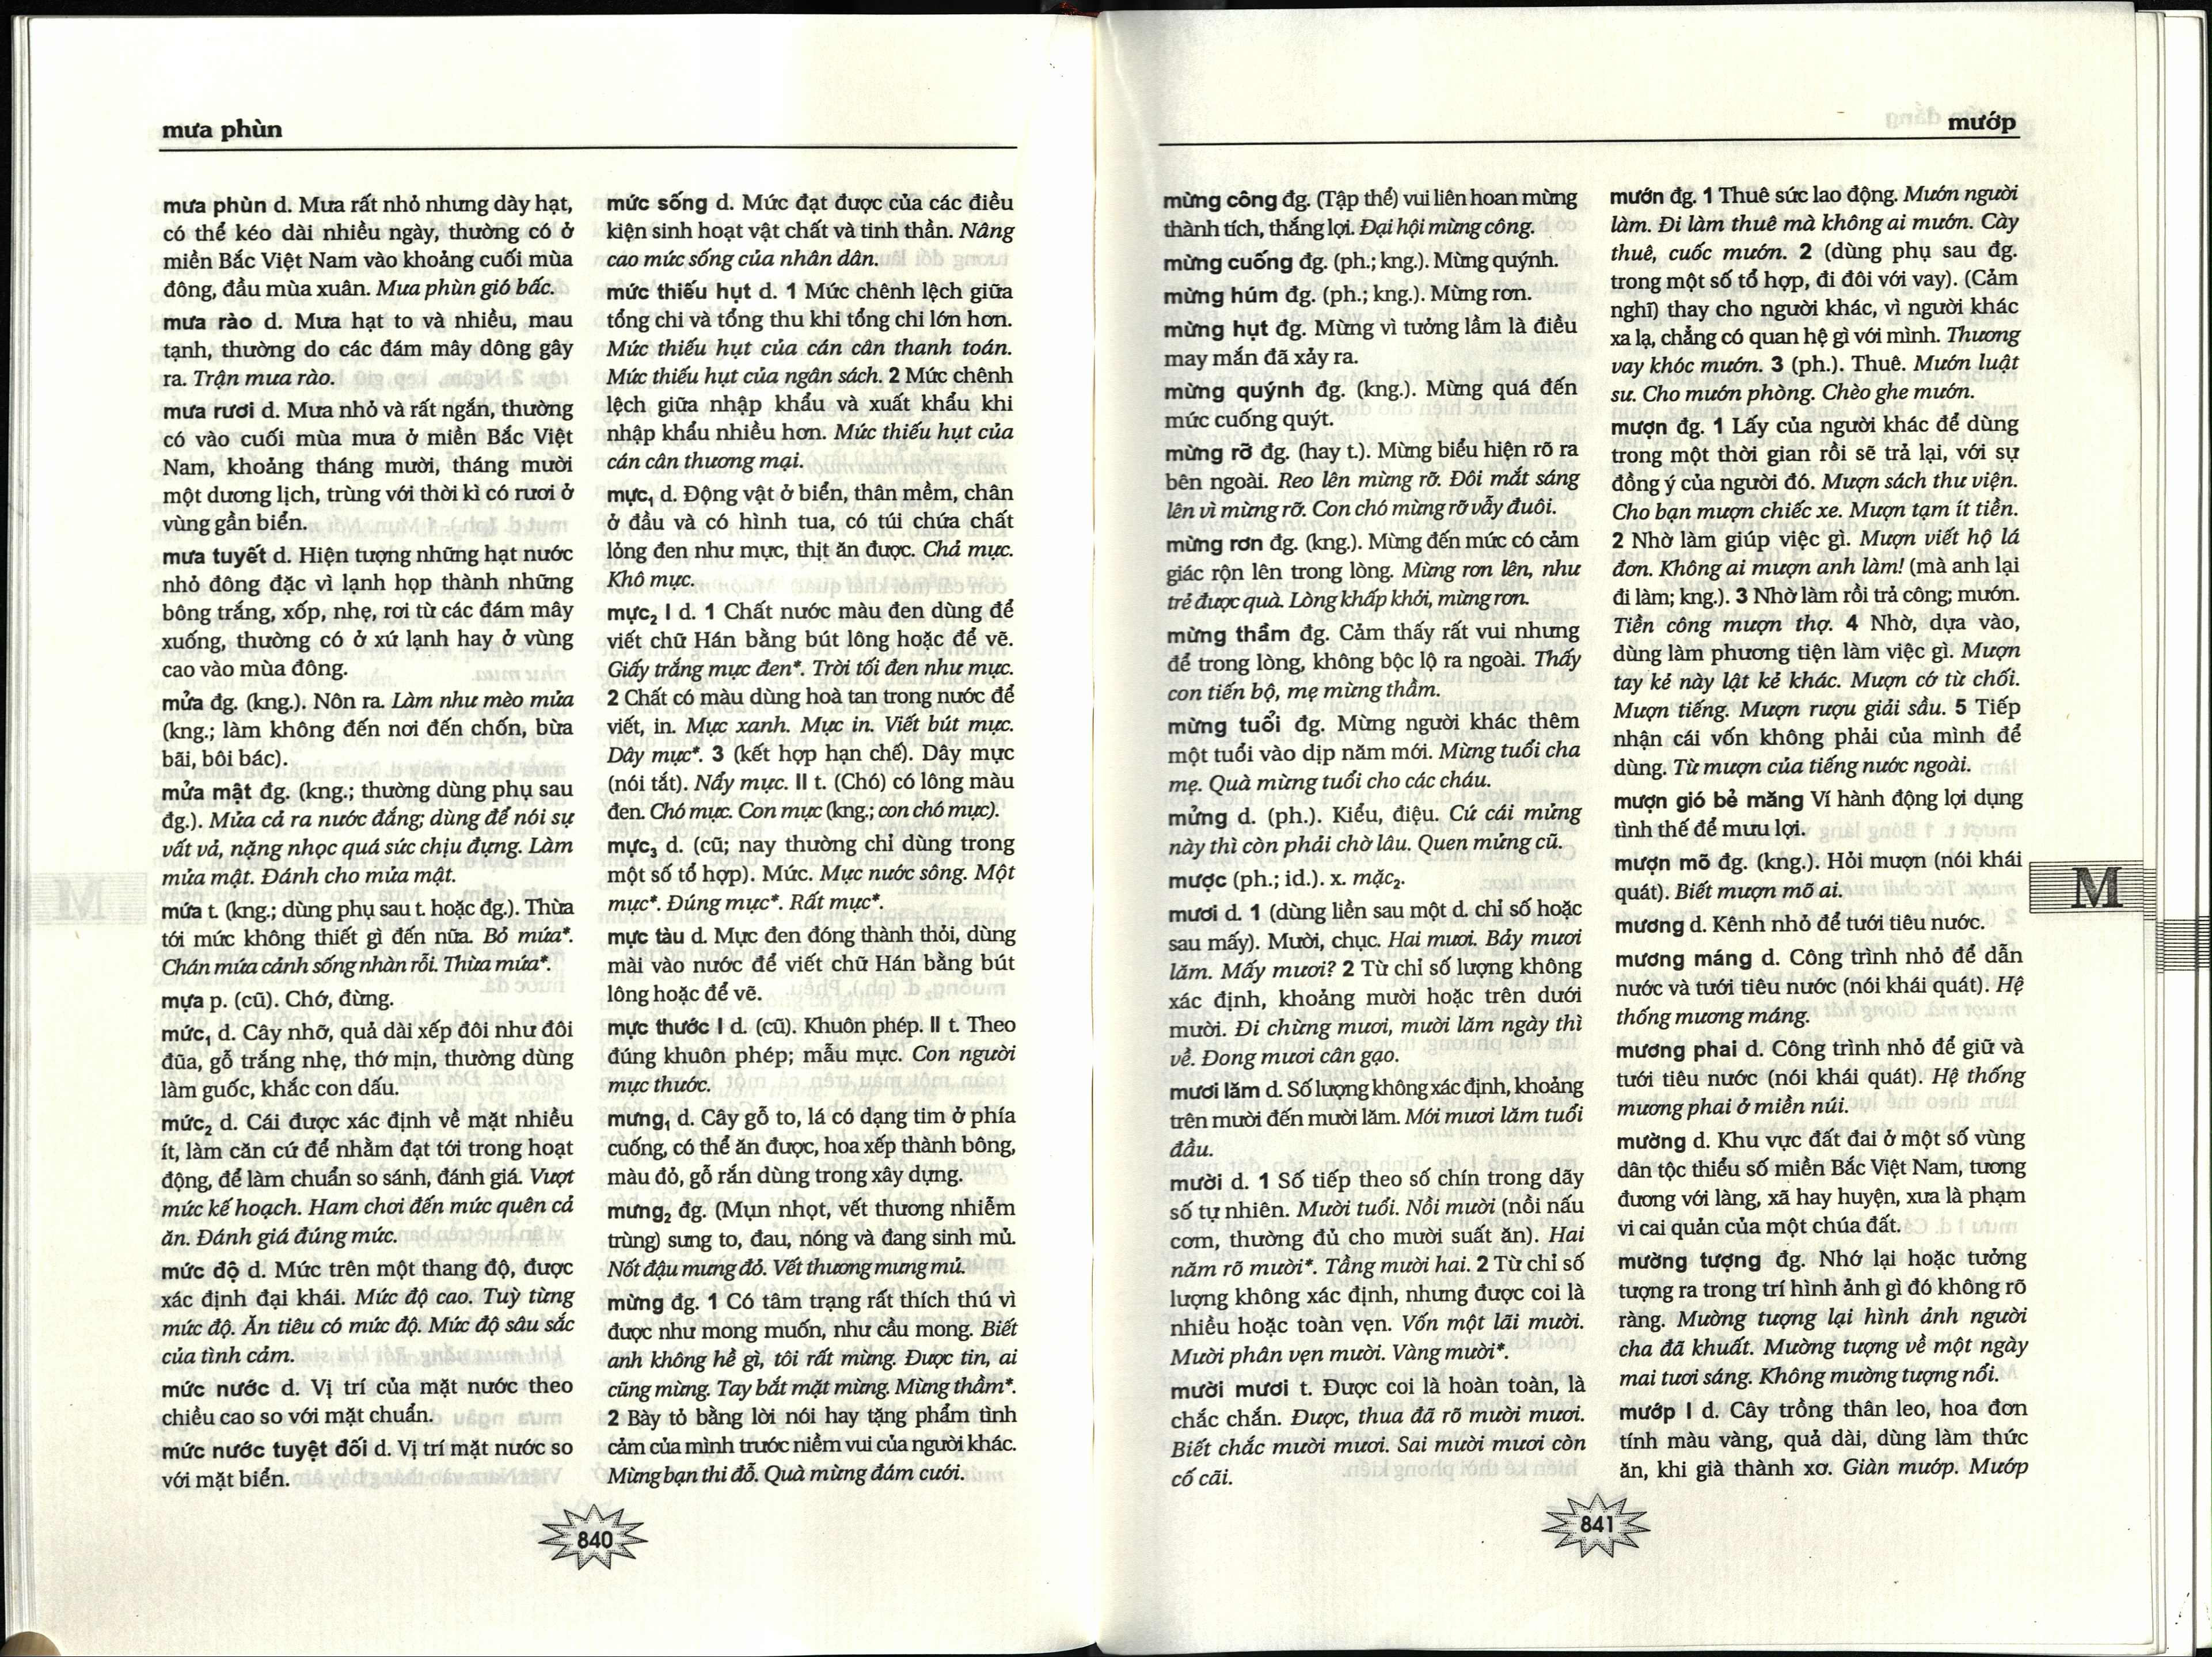 mưa phùn
mưa phùn d. Mưa rất nhỏ nhưng dày hạt,
có thể kéo dài nhiều ngày, thường có ở
miền Bắc Việt Nam vào khoảng cuối mùa
đông, đầu mùa xuân. Mưa phùn gió bấc.
mưa rào d. Mưa hạt to và nhiều, mau
tạnh, thường do các đám mây dông gây
ra. Trận mưa rào.
mưa rươi d. Mưa nhỏ và rất ngắn, thường
có vào cuối mùa mưa ở miền Bắc Việt
Nam, khoảng tháng mười, tháng mười
một dương lịch, trùng với thời kì có rươi ở
vùng gần biển.
mưa tuyết d. Hiện tượng những hạt nước
nhỏ đông đặc vì lạnh họp thành những
bông trắng, xốp, nhẹ, rơi từ các đám mây
xuống, thường có ở xứ lạnh hay ở vùng
cao vào mùa đông.
mửa đg. (kng.). Nôn ra. Làm như mèo mửa
(kng.; làm không đến nơi đến chốn, bừa
bãi, bôi bác).
mửa mật đg. (kng.; thường dùng phụ sau
đg.). Mửa cả ra nước đắng; dùng để nói sự
vất vả, nặng nhọc quá sức chịu đựng. Làm
mửa mật. Đánh cho mửa mật.
mứa t. (kng.; dùng phụ sau t. hoặc đg.). Thừa
tới mức không thiết gì đến nữa. Bỏ mứa*.
Chán mứa cảnh sống nhàn rỗi. Thừa mứa*.
mựa p. (cũ). Chớ, đừng.
mức₁ d. Cây nhỡ, quả dài xếp đôi như đôi
đũa, gỗ trắng nhẹ, thớ mịn, thường dùng
làm guốc, khắc con dấu.
mức₂ d. Cái được xác định về mặt nhiều
ít, làm căn cứ để nhằm đạt tới trong hoạt
động, để làm chuẩn so sánh, đánh giá. Vượt
mức kế hoạch. Ham chơi đến mức quên cả
ăn. Đánh giá đúng mức.
mức độ d. Mức trên một thang độ, được
xác định đại khái. Mức độ cao. Tuỳ từng
mức độ. Ăn tiêu có mức độ. Mức độ sâu sắc
của tình cảm.
mức nước d. Vị trí của mặt nước theo
chiều cao so với mặt chuẩn.
mức nước tuyệt đối d. Vị trí mặt nước so
với mặt biển.
mức sống d. Mức đạt được của các điều
kiện sinh hoạt vật chất và tinh thần. Nâng
cao mức sống của nhân dân.
mức thiếu hụt d. 1 Mức chênh lệch giữa
tổng chi và tổng thu khi tổng chi lớn hơn.
Mức thiếu hụt của cán cân thanh toán.
Mức thiếu hụt của ngân sách. 2 Mức chênh
lệch giữa nhập khẩu và xuất khẩu khi
nhập khẩu nhiều hơn. Mức thiếu hụt của
cán cân thương mại.
mực₁ d. Động vật ở biển, thân mềm, chân
ở đầu và có hình tua, có túi chứa chất
lỏng đen như mực, thịt ăn được. Chả mực.
Khô mực.
mực₂ I d. 1 Chất nước màu đen dùng để
viết chữ Hán bằng bút lông hoặc để vẽ.
Giấy trắng mực đen*. Trời tối đen như mực.
2 Chất có màu dùng hoà tan trong nước để
viết, in. Mực xanh. Mực in. Viết bút mực.
Dây mực*. 3 (kết hợp hạn chế). Dây mực
(nói tắt). Nẩy mực. II t. (Chó) có lông màu
đen. Chó mực. Con mực (kng.; con chó mực).
mực₃ d. (cũ; nay thường chỉ dùng trong
một số tổ hợp). Mức. Mực nước sông. Một
mực*. Đúng mực*. Rất mực*.
mực tàu d. Mực đen đóng thành thỏi, dùng
mài vào nước để viết chữ Hán bằng bút
lông hoặc để vẽ.
mực thước I d. (cũ). Khuôn phép. II t. Theo
đúng khuôn phép; mẫu mực. Con người
mực thước.
mưng₁ d. Cây gỗ to, lá có dạng tim ở phía
cuống, có thể ăn được, hoa xếp thành bông,
màu đỏ, gỗ rắn dùng trong xây dựng.
mưng₂ đg. (Mụn nhọt, vết thương nhiễm
trùng) sưng to, đau, nóng và đang sinh mủ.
Nốt đậu mưng đỏ. Vết thương mưng mủ.
mừng đg. 1 Có tâm trạng rất thích thú vì
được như mong muốn, như cầu mong. Biết
anh không hề gì, tôi rất mừng. Được tin, ai
cũng mừng. Tay bắt mặt mừng. Mừng thầm*.
2 Bày tỏ bằng lời nói hay tặng phẩm tình
cảm của mình trước niềm vui của người khác.
Mừng bạn thi đỗ. Quà mừng đám cưới.
840
mướp
mừng công đg. (Tập thể) vui liên hoan mừng
thành tích, thắng lợi. Đại hội mừng công.
mừng cuống đg. (ph.; kng.). Mừng quýnh.
mừng húm đg. (ph.; kng.). Mừng rơn.
mừng hụt đg. Mừng vì tưởng lầm là điều
may mắn đã xảy ra.
mừng quýnh đg. (kng.). Mừng quá đến
mức cuống quýt.
mừng rỡ đg. (hay t.). Mừng biểu hiện rõ ra
bên ngoài. Reo lên mừng rỡ. Đôi mắt sáng
lên vì mừng rỡ. Con chó mừng rỡ vẫy đuôi.
mừng rơn đg. (kng.). Mừng đến mức có cảm
giác rộn lên trong lòng. Mừng rơn lên, như
trẻ được quà. Lòng khấp khởi, mừng rơn.
mừng thầm đg. Cảm thấy rất vui nhưng
để trong lòng, không bộc lộ ra ngoài. Thấy
con tiến bộ, mẹ mừng thầm.
mừng tuổi đg. Mừng người khác thêm
một tuổi vào dịp năm mới. Mừng tuổi cha
mẹ. Quà mừng tuổi cho các cháu.
mửng d. (ph.). Kiểu, điệu. Cứ cái mửng
này thì còn phải chờ lâu. Quen mửng cũ.
mược (ph.; id.). x. mặc₂.
mươi d. 1 (dùng liền sau một d. chỉ số hoặc
sau mấy). Mười, chục. Hai mươi. Bảy mươi
lăm. Mấy mươi? 2 Từ chỉ số lượng không
xác định, khoảng mười hoặc trên dưới
mười. Đi chừng mươi, mười lăm ngày thì
về. Đong mươi cân gạo.
mươi lăm d. Số lượng không xác định, khoảng
trên mười đến mười lăm. Mới mươi lăm tuổi
đầu.
mười d. 1 Số tiếp theo số chín trong dãy
số tự nhiên. Mười tuổi. Nồi mười (nồi nấu
cơm, thường đủ cho mười suất ăn). Hai
năm rõ mười*. Tầng mười hai. 2 Từ chỉ số
lượng không xác định, nhưng được coi là
nhiều hoặc toàn vẹn. Vốn một lãi mười.
Mười phân vẹn mười. Vàng mười*.
mười mươi t. Được coi là hoàn toàn, là
chắc chắn. Được, thua đã rõ mười mươi.
Biết chắc mười mươi. Sai mười mươi còn
cố cãi.
mướn đg. 1 Thuê sức lao động. Mướn người
làm. Đi làm thuê mà không ai mướn. Cày
thuê, cuốc mướn. 2 (dùng phụ sau đg.
trong một số tổ hợp, đi đôi với vay). (Cảm
nghĩ) thay cho người khác, vì người khác
xa lạ, chẳng có quan hệ gì với mình. Thương
vay khóc mướn. 3 (ph.). Thuê. Mướn luật
sư. Cho mướn phòng. Chèo ghe mướn.
mượn đg. 1 Lấy của người khác để dùng
trong một thời gian rồi sẽ trả lại, với sự
đồng ý của người đó. Mượn sách thư viện.
Cho bạn mượn chiếc xe. Mượn tạm ít tiền.
2 Nhờ làm giúp việc gì. Mượn viết hộ lá
đơn. Không ai mượn anh làm! (mà anh lại
đi làm; kng.). 3 Nhờ làm rồi trả công; mướn.
Tiền công mượn thợ. 4 Nhờ, dựa vào,
dùng làm phương tiện làm việc gì. Mượn
tay kẻ này lật kẻ khác. Mượn cớ từ chối.
Mượn tiếng. Mượn rượu giải sầu. 5 Tiếp
nhận cái vốn không phải của mình để
dùng. Từ mượn của tiếng nước ngoài.
mượn gió bẻ măng Ví hành động lợi dụng
tình thế để mưu lợi.
mượn mõ đg. (kng.). Hỏi mượn (nói khái
quát). Biết mượn mõ ai.
mương d. Kênh nhỏ để tưới tiêu nước.
mương máng d. Công trình nhỏ để dẫn
nước và tưới tiêu nước (nói khái quát). Hệ
thống mương máng.
mương phai d. Công trình nhỏ để giữ và
tưới tiêu nước (nói khái quát). Hệ thống
mương phai ở miền núi.
mường d. Khu vực đất đai ở một số vùng
dân tộc thiểu số miền Bắc Việt Nam, tương
đương với làng, xã hay huyện, xưa là phạm
vi cai quản của một chúa đất.
mường tượng đg. Nhớ lại hoặc tưởng
tượng ra trong trí hình ảnh gì đó không rõ
ràng. Mường tượng lại hình ảnh người
cha đã khuất. Mường tượng về một ngày
mai tươi sáng. Không mường tượng nổi.
mướp I d. Cây trồng thân leo, hoa đơn
tính màu vàng, quả dài, dùng làm thức
ăn, khi già thành xơ. Giàn mướp. Mướp
M
841